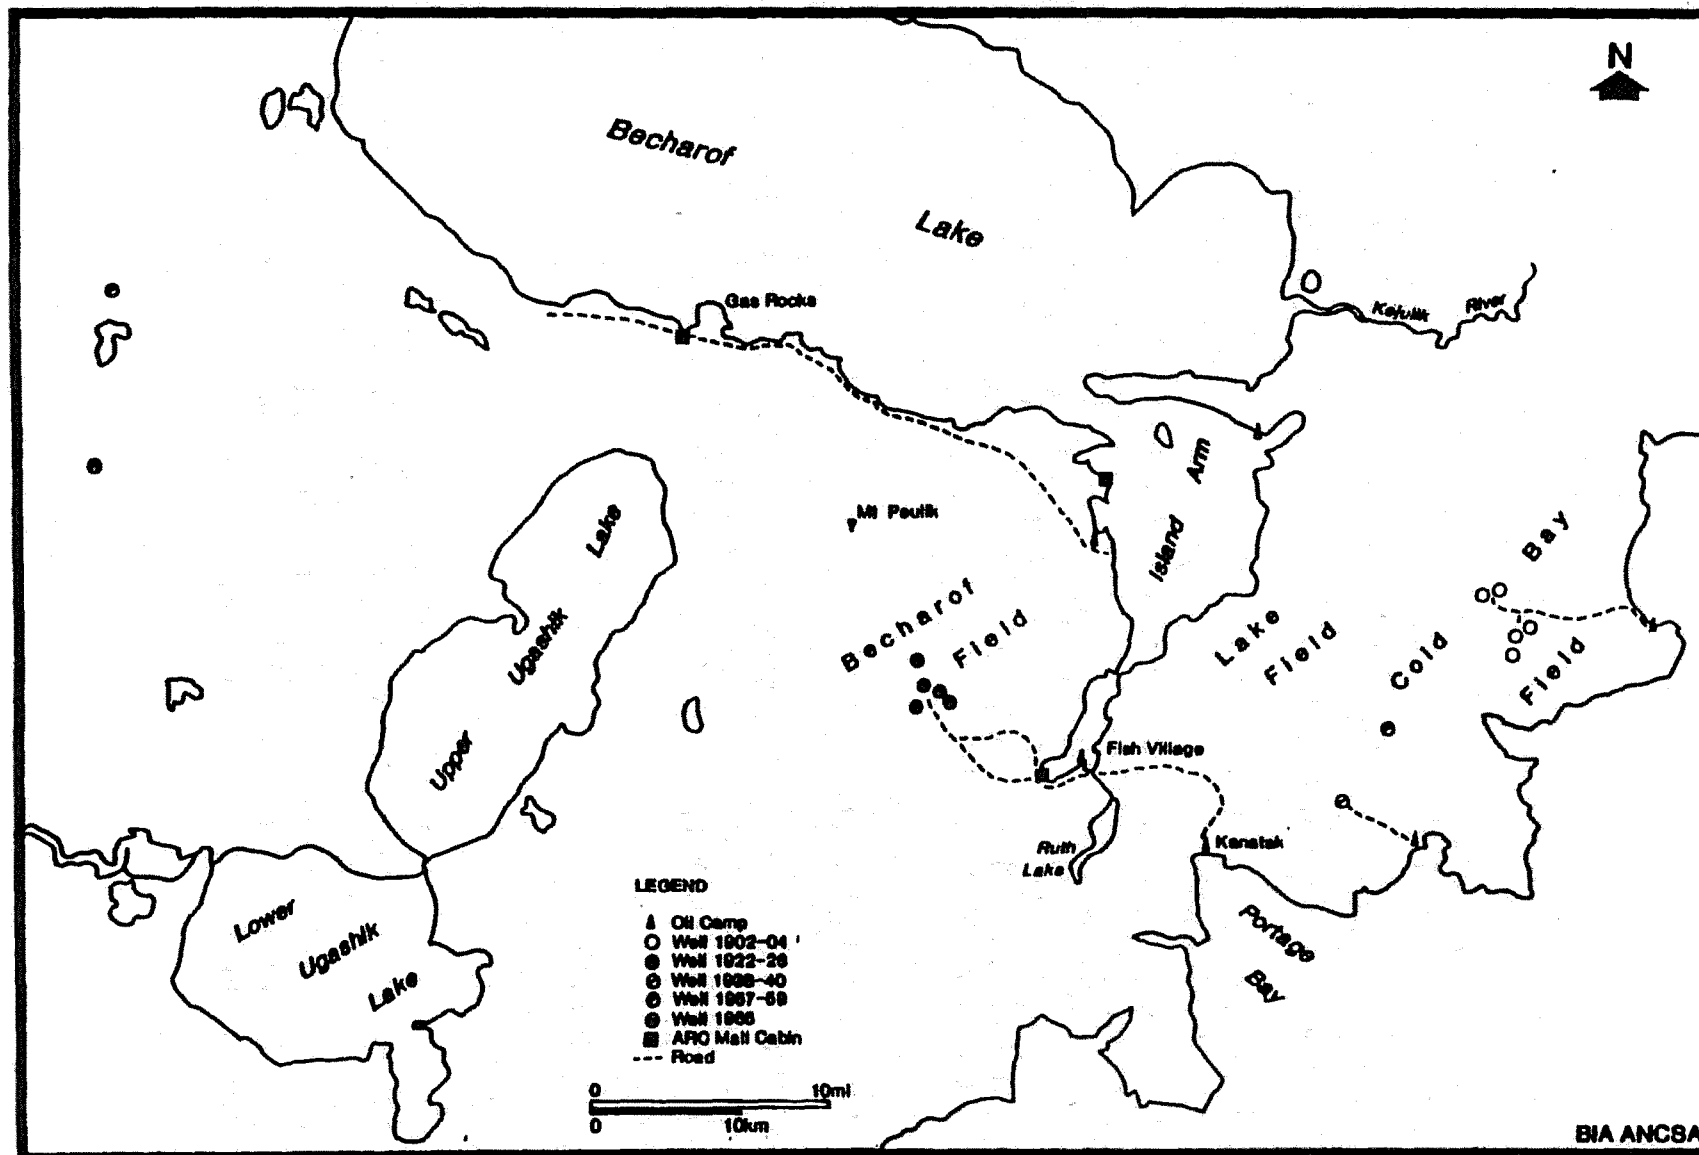 N
Becharof
Lake
Gas Rocks
Kejulik River
Mt Peulik
Island Arm
Upper Ugashik Lake
Becharof
Field
Lake
Field
Cold Bay
Field
Fish Village
Kanatak
Ruth
Lake
Portage
Bay
Lower
Ugashik
Lake
LEGEND
Oil Camp
Well 1902-04
Well 1922-26
Well 1938-40
Well 1957-59
Well
ARC Mail Cabin
Road
0 10mi
0 10km
BIA ANCSA